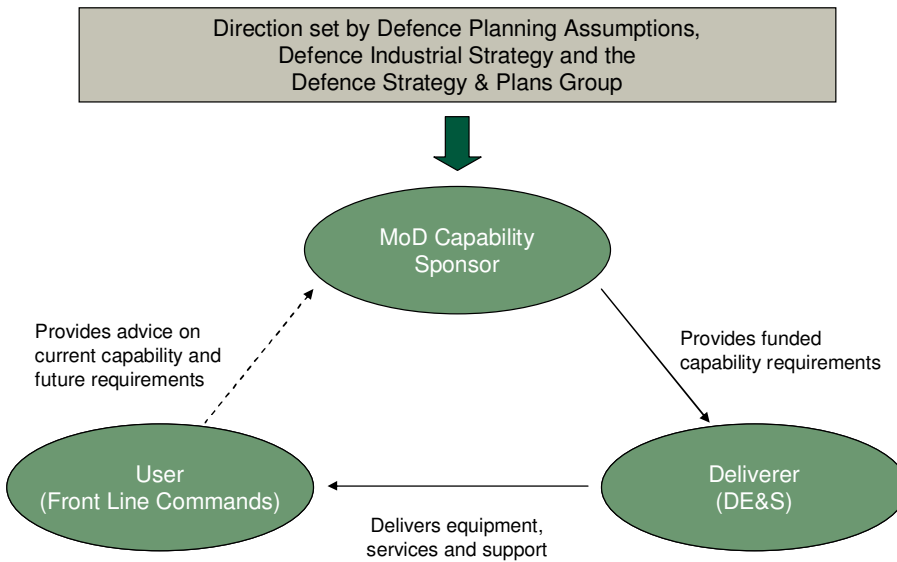 Direction set by Defence Planning Assumptions,
Defence Industrial Strategy and the
Defence Strategy & Plans Group
MoD Capability
Sponsor
Provides advice on
current capability and
future requirements
Provides funded
capability requirements
User
(Front Line Commands)
Deliverer
(DE&S)
Delivers equipment,
services and support